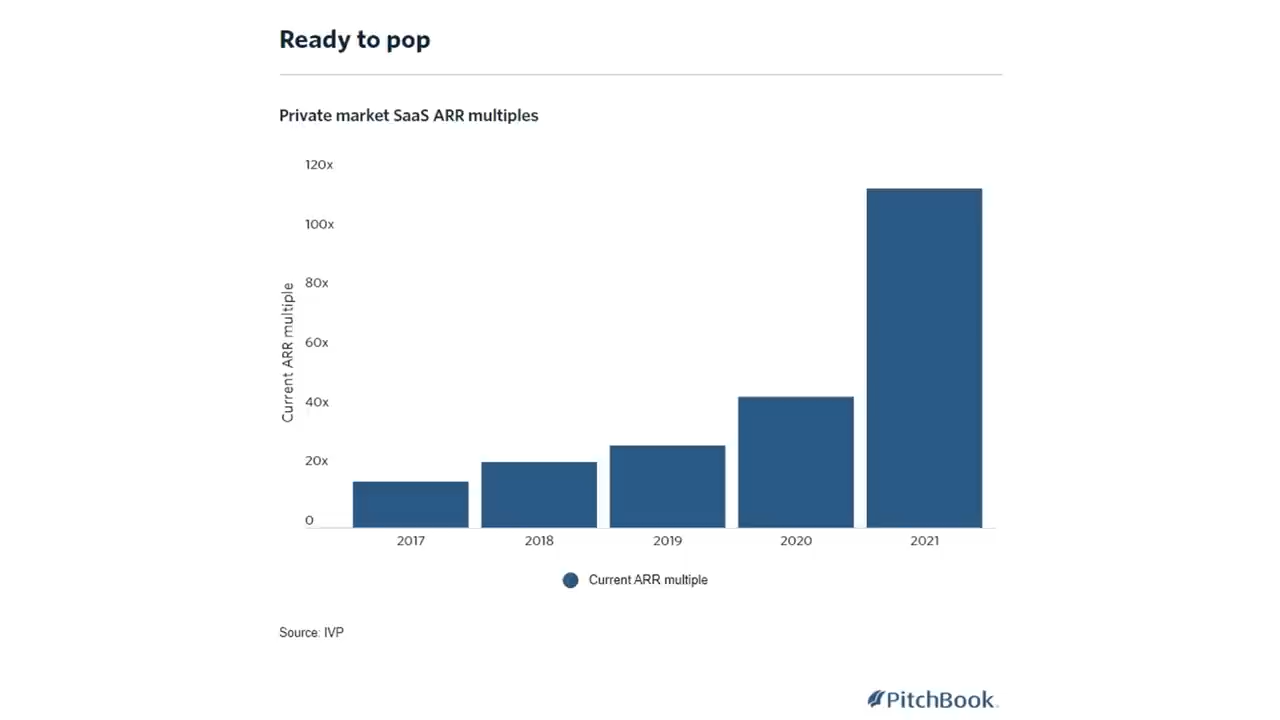 Ready to pop
Private market SaaS ARR multiples
120x
100x
80x
60x
40x
20x
0
Current ARR multiple
2017 2018 2019 2020 2021
Current ARR multiple
Source: IVP
PitchBook